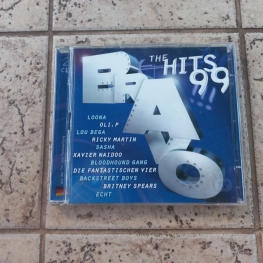 BRAVO
THE
HITS
99
LOONA
OLI.P
LOU BEGA
RICKY MARTIN
SASHA
XAVIER NAIDOO
BLOODHOUND GANG
DIE FANTASTISCHEN VIER
BACKSTREET BOYS
BRITNEY SPEARS
ECHT